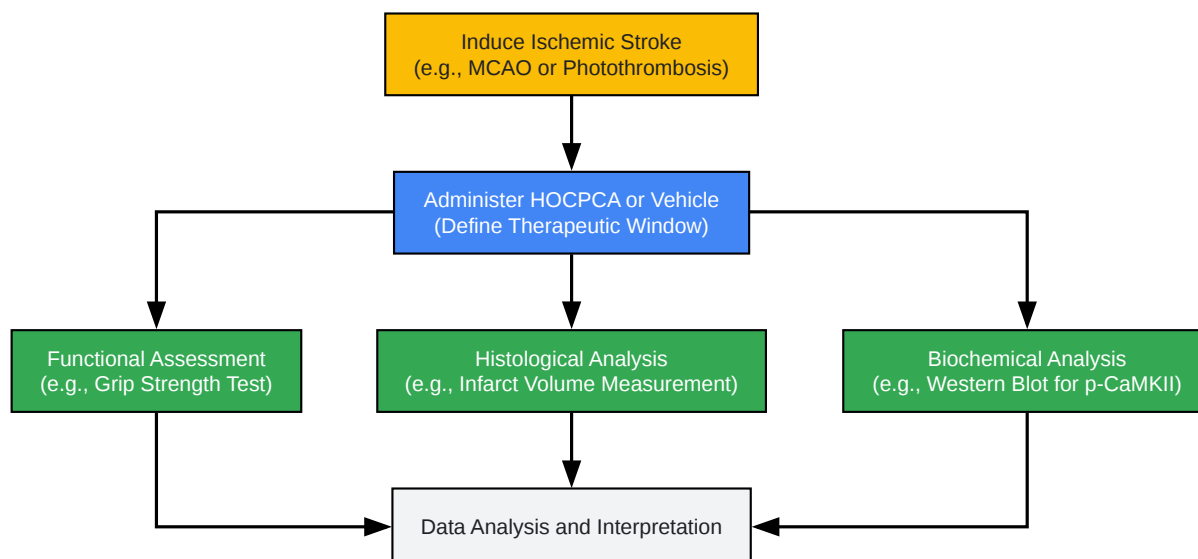 Induce Ischemic Stroke
(e.g., MCAO or Photothrombosis)
Administer HOCPCA or Vehicle
(Define Therapeutic Window)
Functional Assessment
(e.g., Grip Strength Test)
Histological Analysis
(e.g., Infarct Volume Measurement)
Biochemical Analysis
(e.g., Western Blot for p-CaMKII)
Data Analysis and Interpretation